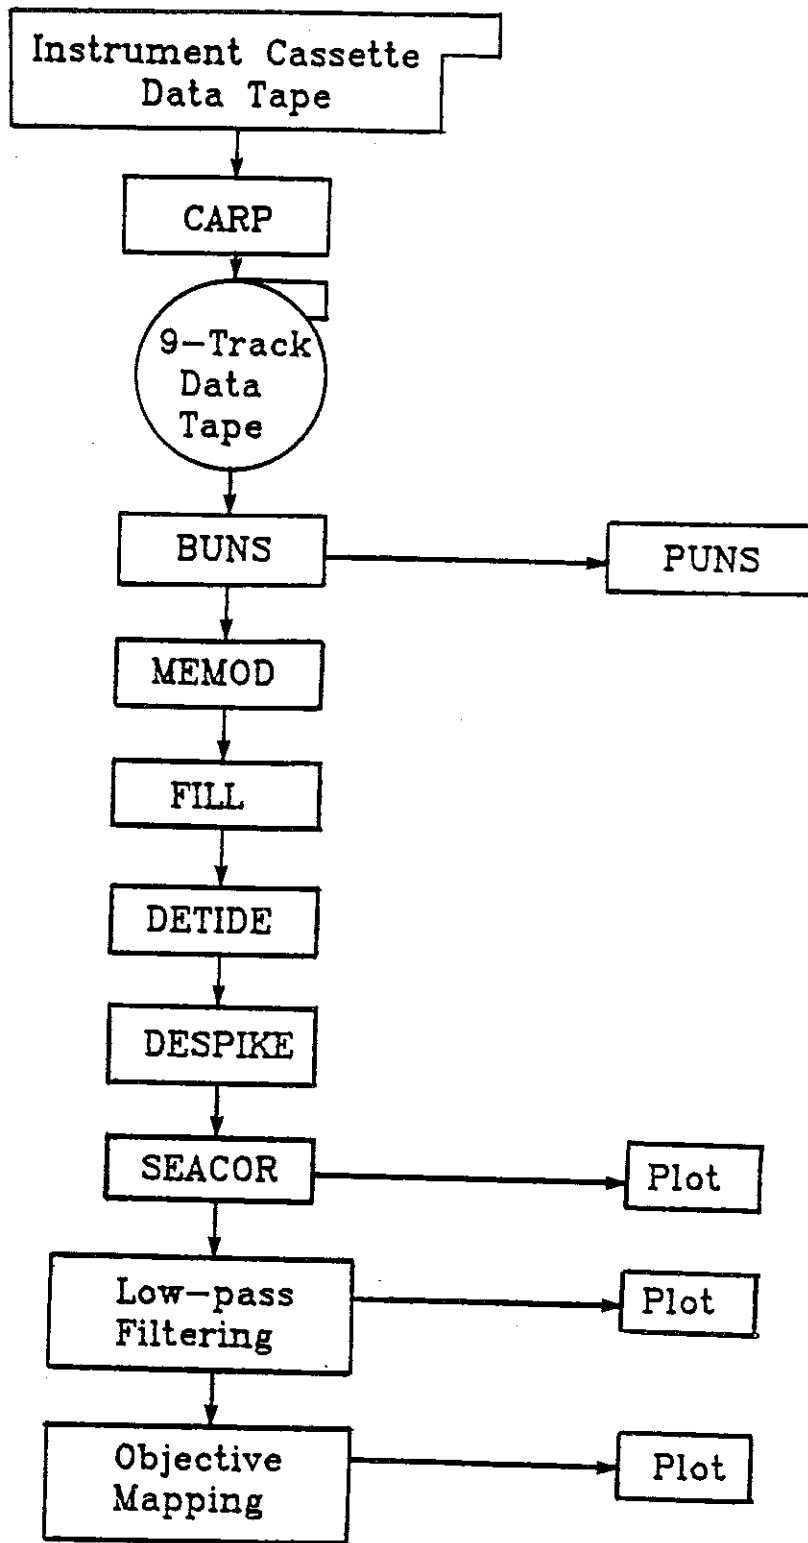 Instrument Cassette
Data Tape
CARP
9-Track
Data
Tape
BUNS
PUNS
MEMOD
FILL
DETIDE
DESPIKE
SEACOR
Plot
Low-pass
Filtering
Plot
Objective
Mapping
Plot